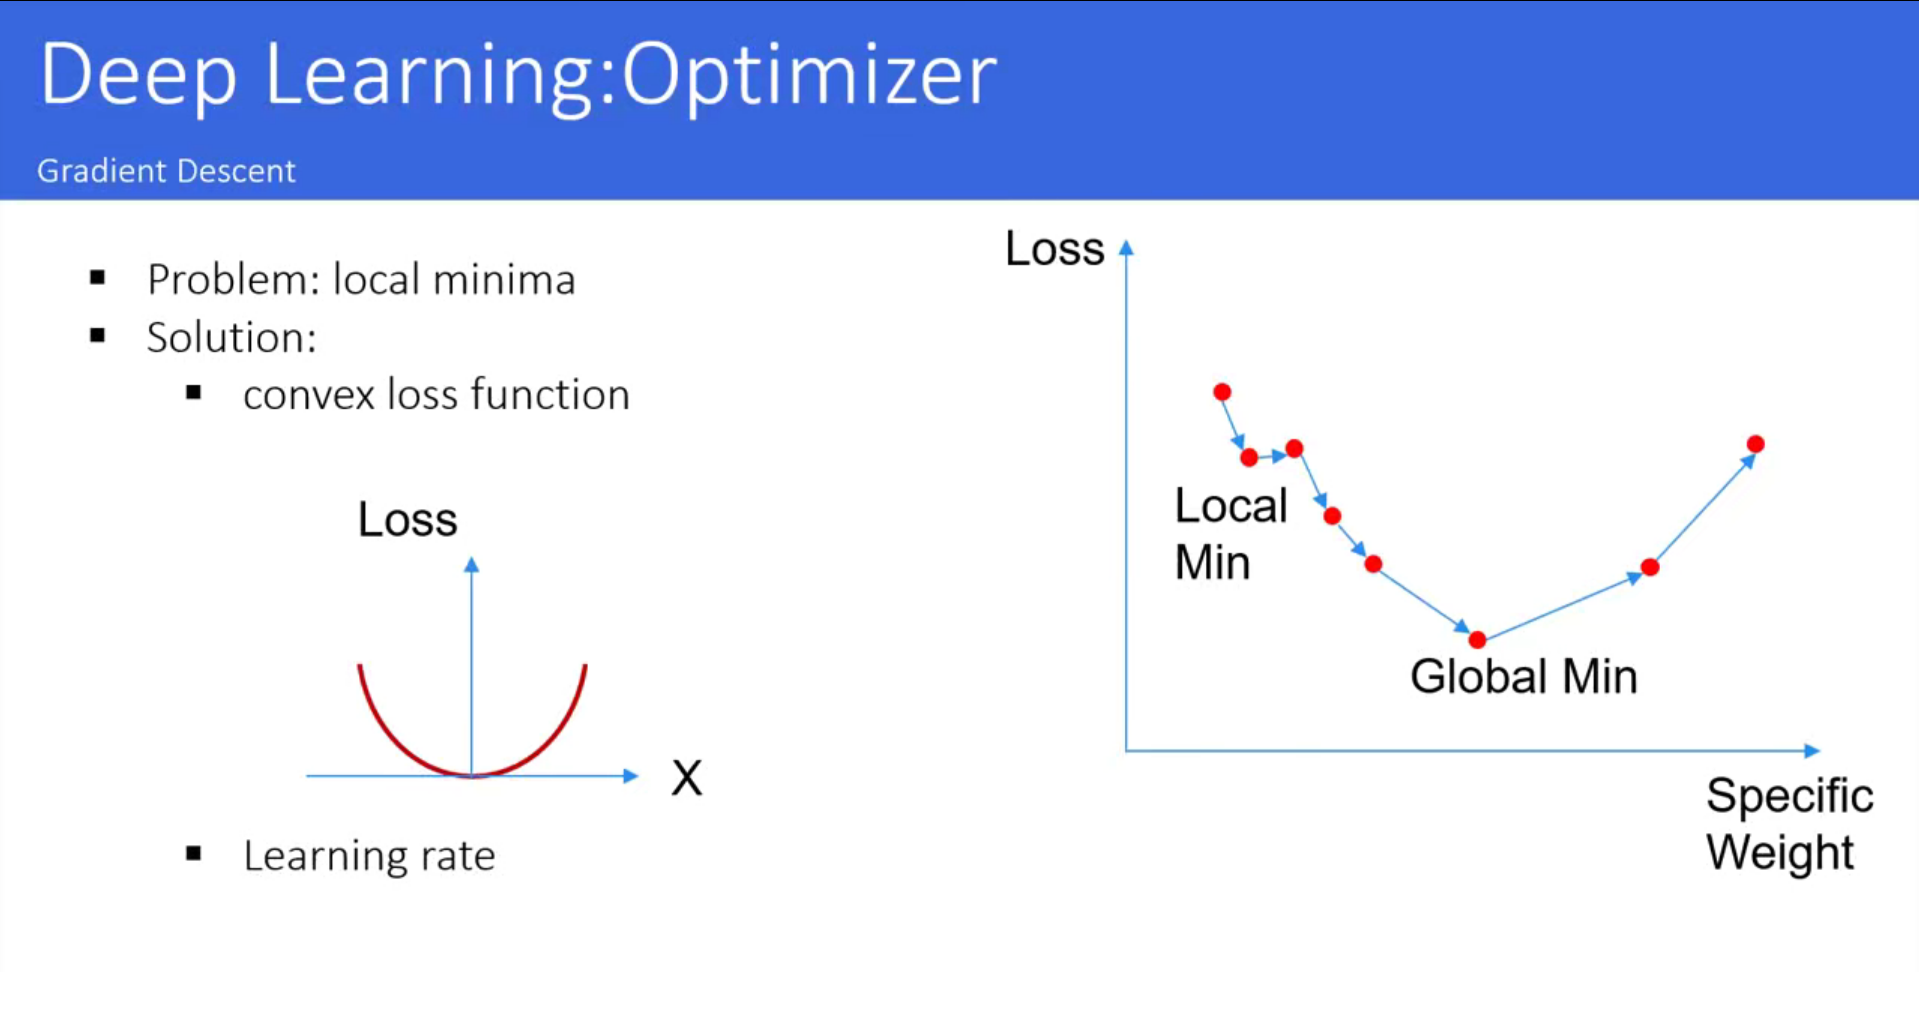 Deep Learning:Optimizer
Gradient Descent
Problem: local minima
Solution:
convex loss function
Loss
X
Learning rate
Loss
Local
Min
Global Min
Specific
Weight